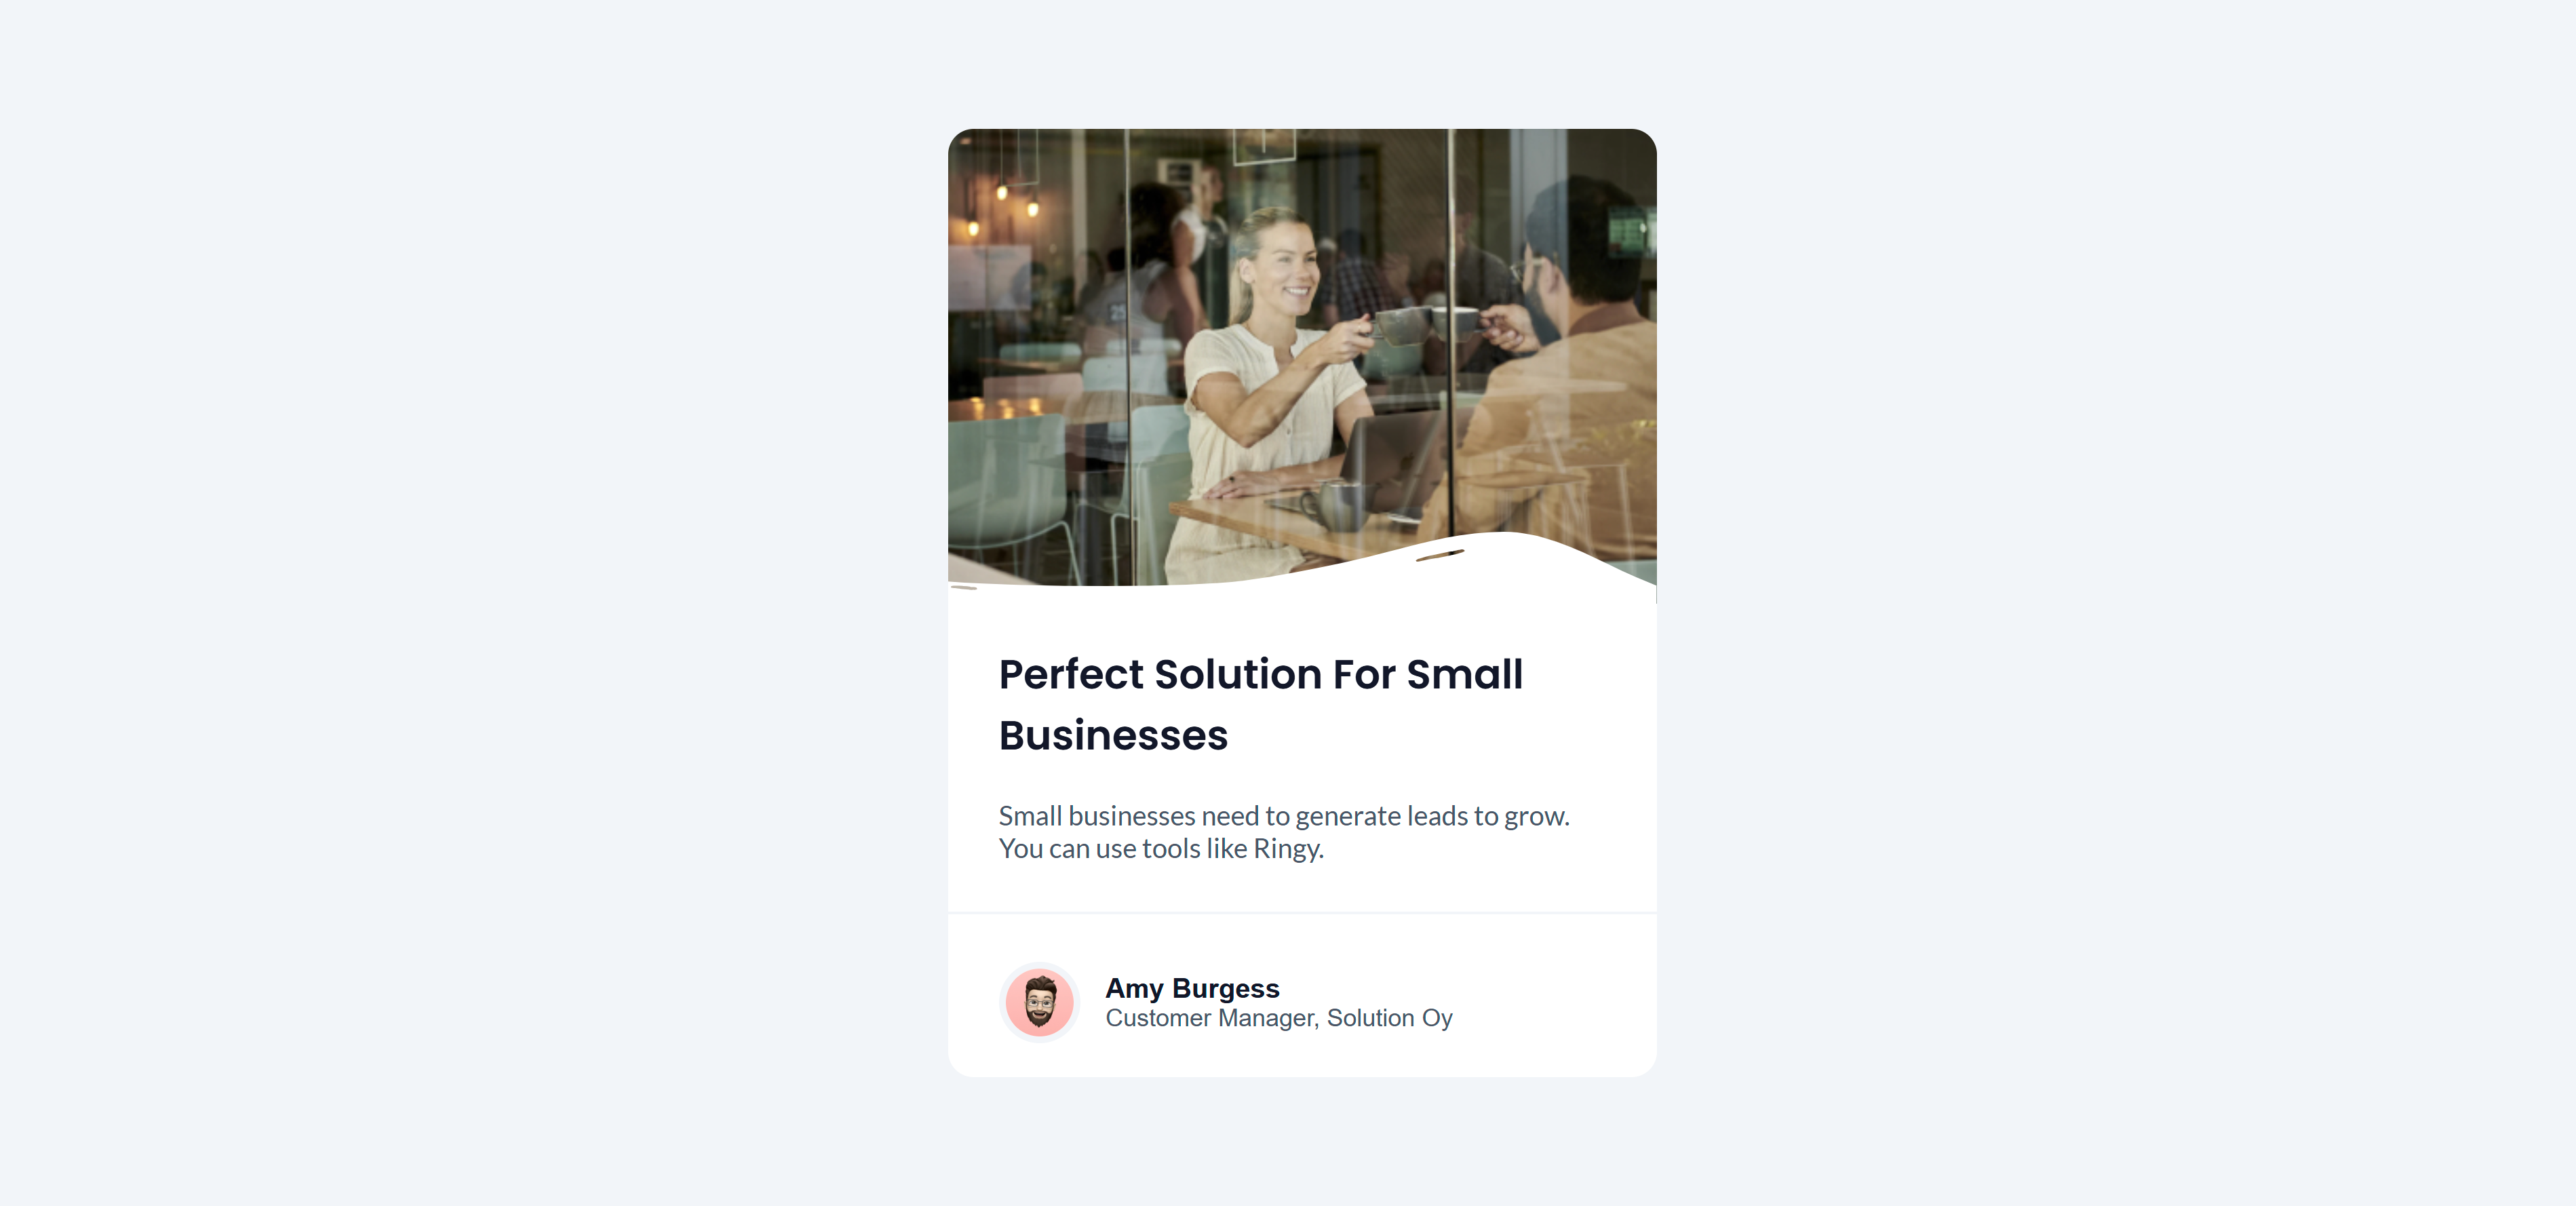 Perfect Solution For Small
Businesses
Small businesses need to generate leads to grow.
You can use tools like Ringy.
Amy Burgess
Customer Manager, Solution Oy